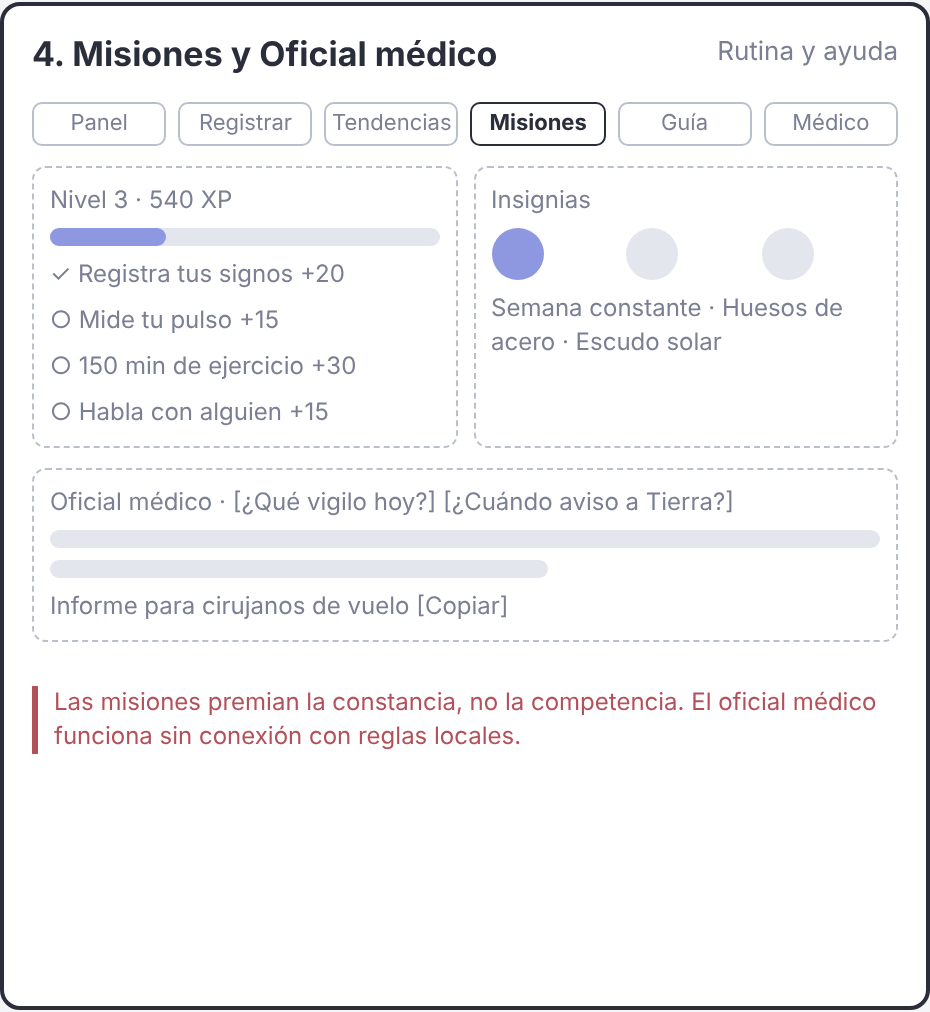 4. Misiones y Oficial médico
Rutina y ayuda
Panel
Registrar
Tendencias
Misiones
Guía
Médico
Nivel 3 · 540 XP
✓ Registra tus signos +20
○ Mide tu pulso +15
○ 150 min de ejercicio +30
○ Habla con alguien +15
Insignias
Semana constante · Huesos de
acero · Escudo solar
Oficial médico · [¿Qué vigilo hoy?] [¿Cuándo aviso a Tierra?]
Informe para cirujanos de vuelo [Copiar]
Las misiones premian la constancia, no la competencia. El oficial médico
funciona sin conexión con reglas locales.